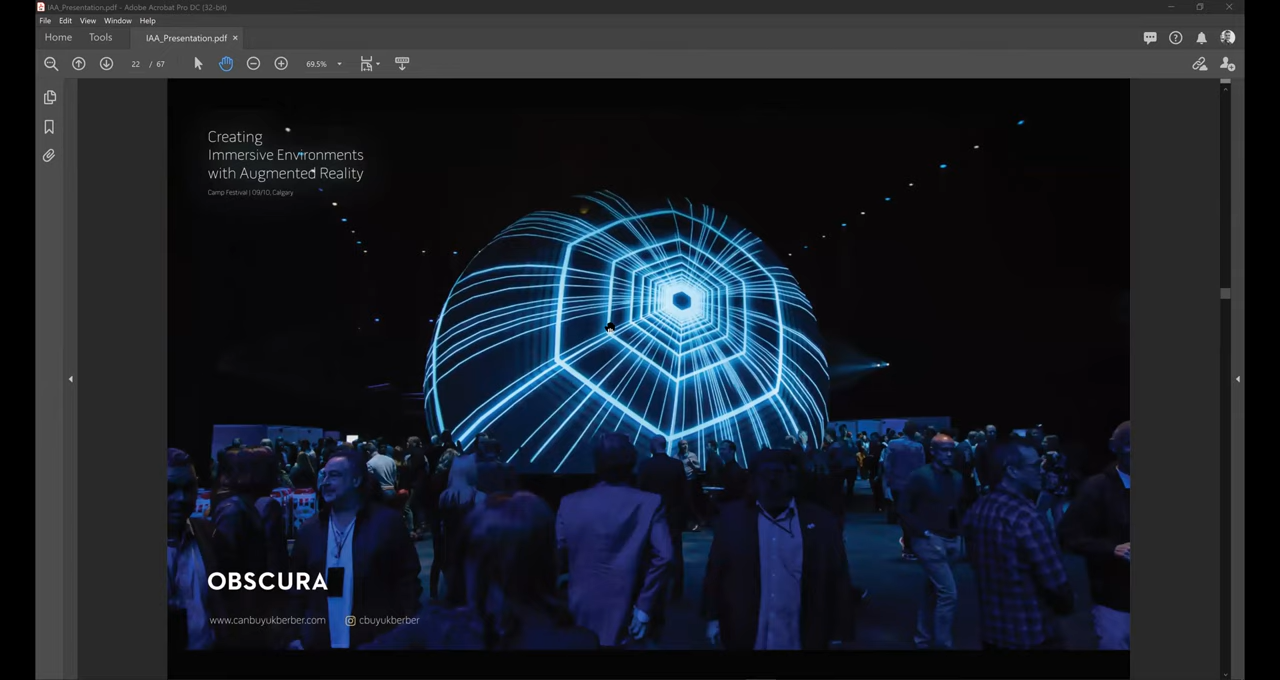 IAA_Presentation.pdf - Adobe Acrobat Pro DC (32-bit)
File Edit View Window Help
Home Tools IAA_Presentation.pdf ×
22 / 67 69.5%
Creating
Immersive Environments
with Augmented Reality
Camp Festival | 09/10, Calgary
OBSCURA
www.canbuyukberber.com cbuyukberber